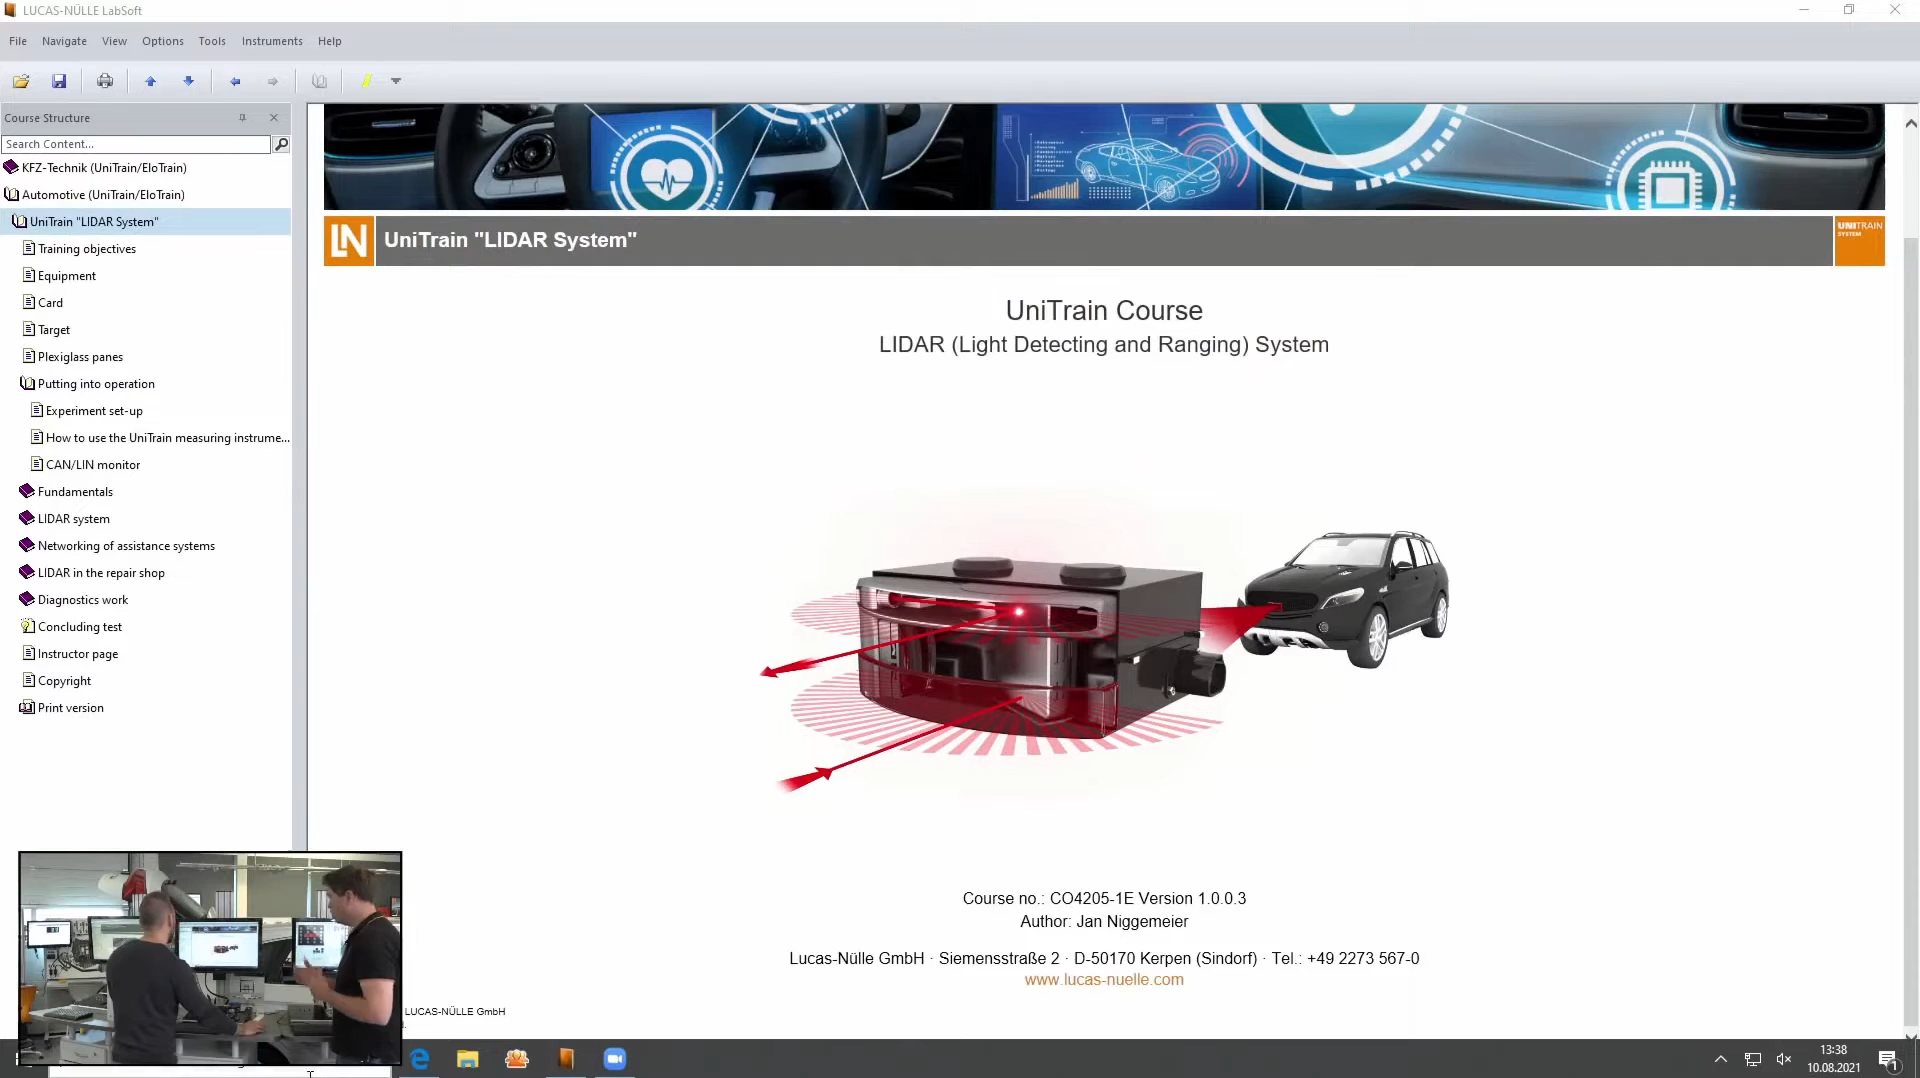 LUCAS-NÜLLE LabSoft
File Navigate View Options Tools Instruments Help
Course Structure
Search Content...
KFZ-Technik (UniTrain/EloTrain)
Automotive (UniTrain/EloTrain)
UniTrain "LIDAR System"
Training objectives
Equipment
Card
Target
Plexiglass panes
Putting into operation
Experiment set-up
How to use the UniTrain measuring instrume...
CAN/LIN monitor
Fundamentals
LIDAR system
Networking of assistance systems
LIDAR in the repair shop
Diagnostics work
Concluding test
Instructor page
Copyright
Print version
LN
UniTrain "LIDAR System"
UNITRAIN
SYSTEM
UniTrain Course
LIDAR (Light Detecting and Ranging) System
Course no.: CO4205-1E Version 1.0.0.3
Author: Jan Niggemeier
Lucas-Nülle GmbH · Siemensstraße 2 · D-50170 Kerpen (Sindorf) · Tel.: +49 2273 567-0
www.lucas-nuelle.com
LUCAS-NÜLLE GmbH
13:38
10.08.2021
1